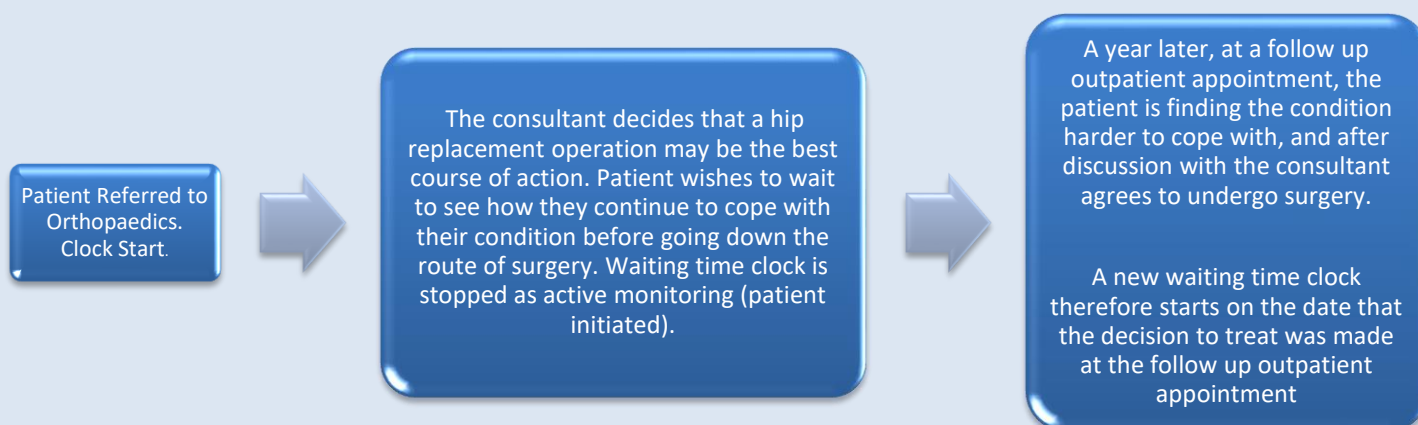 Patient Referred to
Orthopaedics.
Clock Start.
The consultant decides that a hip
replacement operation may be the best
course of action. Patient wishes to wait
to see how they continue to cope with
their condition before going down the
route of surgery. Waiting time clock is
stopped as active monitoring (patient
initiated).
A year later, at a follow up
outpatient appointment, the
patient is finding the condition
harder to cope with, and after
discussion with the consultant
agrees to undergo surgery.
A new waiting time clock
therefore starts on the date that
the decision to treat was made
at the follow up outpatient
appointment